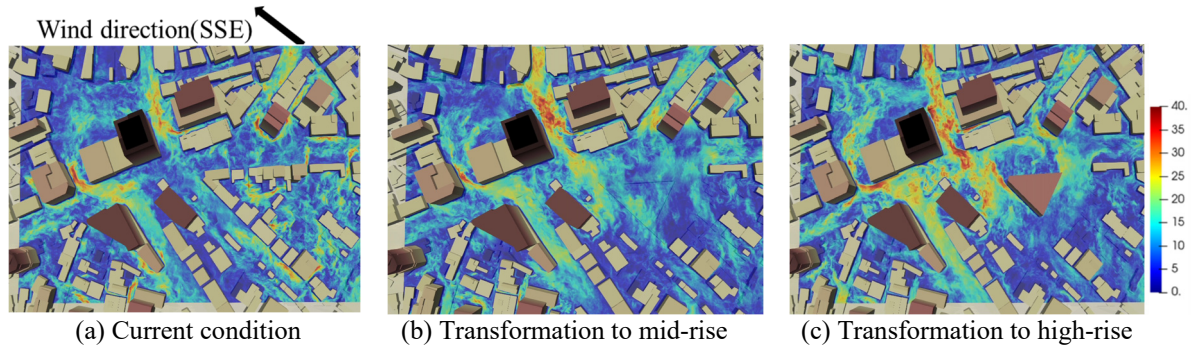 Wind direction(SSE)
40.
35
30
25
20
15
10
5
0.
(a) Current condition
(b) Transformation to mid-rise
(c) Transformation to high-rise